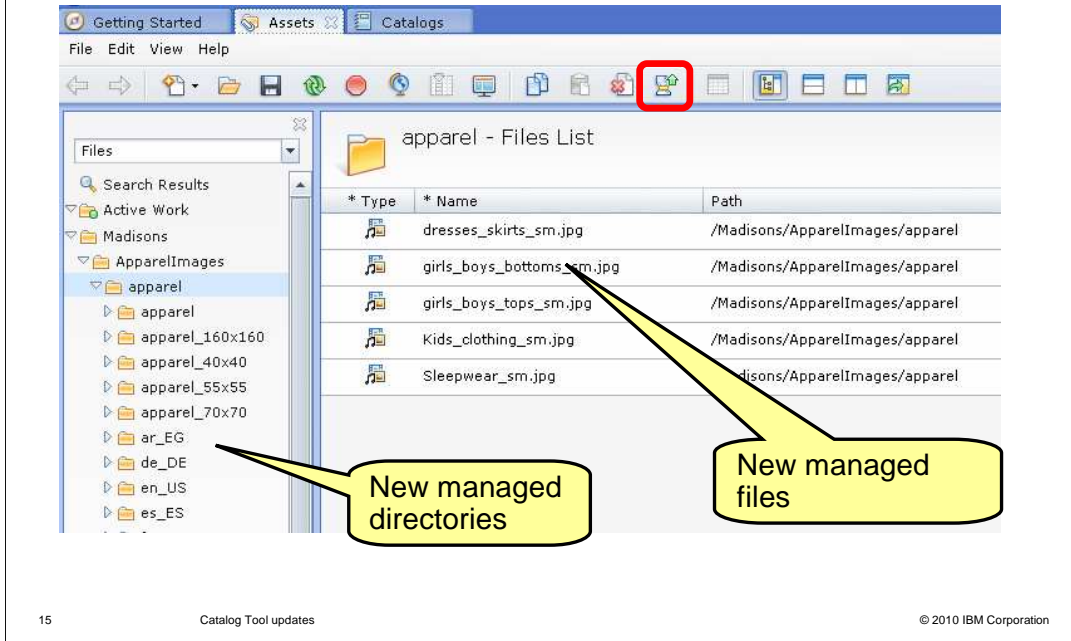 Getting Started Assets Catalogs
File Edit View Help
Files
Search Results
Active Work
Madisons
ApparelImages
apparel
apparel
apparel_160x160
apparel_40x40
apparel_55x55
apparel_70x70
ar_EG
de_DE
en_US
es_ES
apparel - Files List
* Type * Name Path
dresses_skirts_sm.jpg /Madisons/ApparelImages/apparel
girls_boys_bottoms_sm.jpg /Madisons/ApparelImages/apparel
girls_boys_tops_sm.jpg /Madisons/ApparelImages/apparel
Kids_clothing_sm.jpg /Madisons/ApparelImages/apparel
Sleepwear_sm.jpg /Madisons/ApparelImages/apparel
New managed
directories
New managed
files
15 Catalog Tool updates © 2010 IBM Corporation